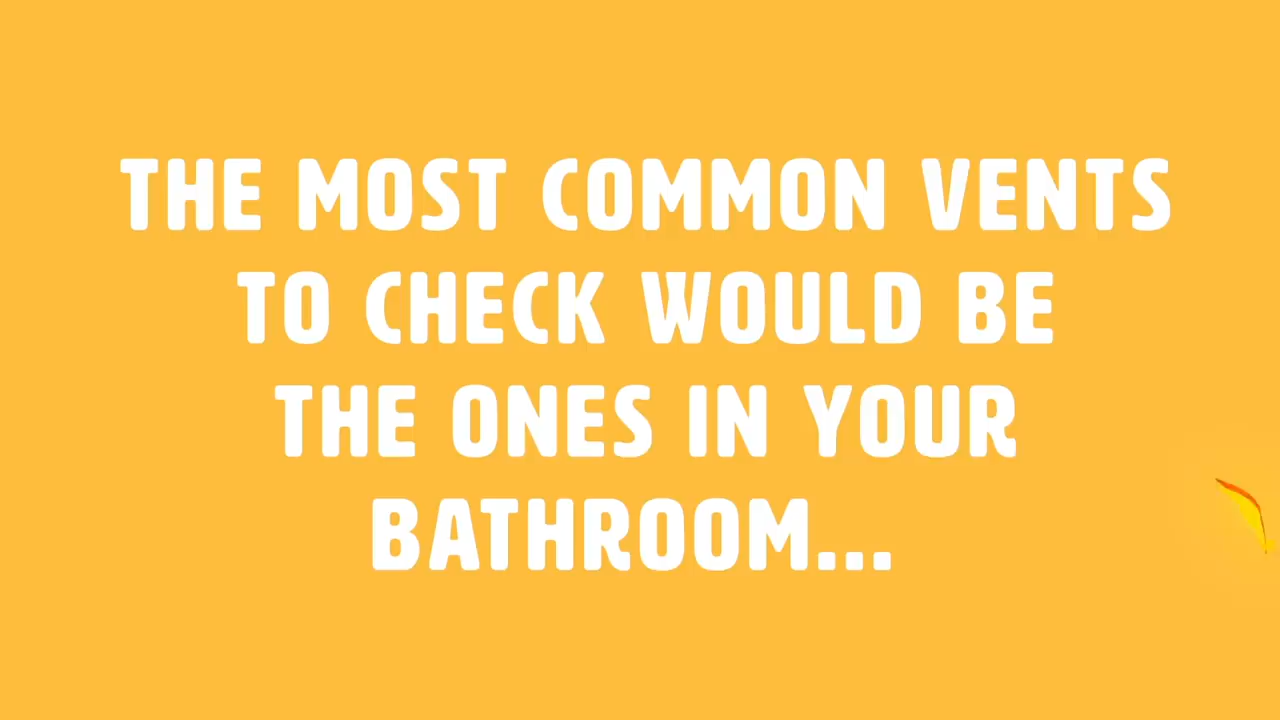 THE MOST COMMON VENTS
TO CHECK WOULD BE
THE ONES IN YOUR
BATHROOM...